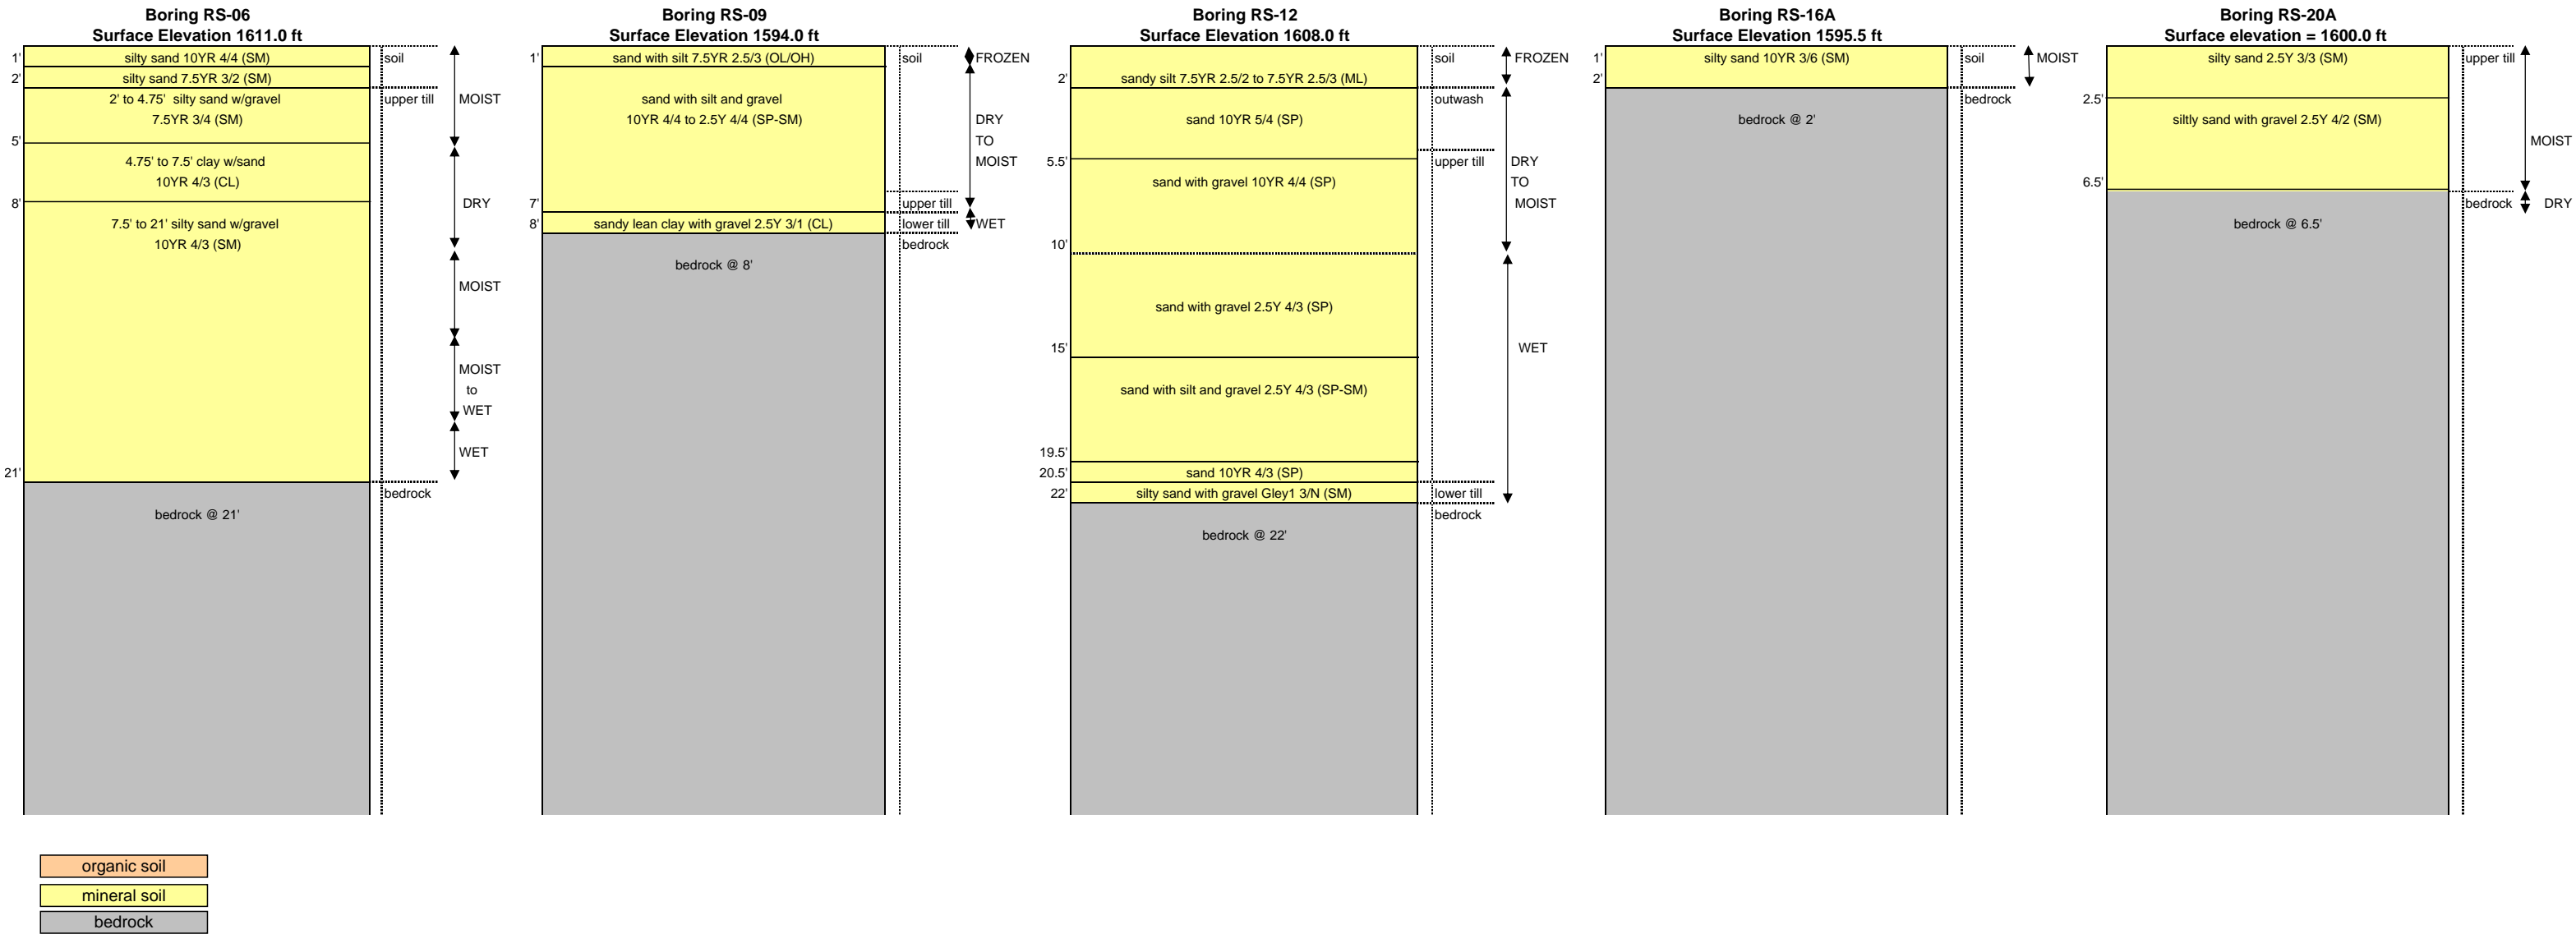 Boring RS-06
Surface Elevation 1611.0 ft
1'
silty sand 10YR 4/4 (SM)
soil
2'
silty sand 7.5YR 3/2 (SM)
2' to 4.75' silty sand w/gravel
upper till
MOIST
7.5YR 3/4 (SM)
5'
4.75' to 7.5' clay w/sand
10YR 4/3 (CL)
8'
DRY
7.5' to 21' silty sand w/gravel
10YR 4/3 (SM)
MOIST
MOIST
to
WET
WET
21'
bedrock
bedrock @ 21'
Boring RS-09
Surface Elevation 1594.0 ft
1'
sand with silt 7.5YR 2.5/3 (OL/OH)
soil
FROZEN
sand with silt and gravel
10YR 4/4 to 2.5Y 4/4 (SP-SM)
DRY
TO
MOIST
7'
upper till
8'
sandy lean clay with gravel 2.5Y 3/1 (CL)
lower till
WET
bedrock
bedrock @ 8'
Boring RS-12
Surface Elevation 1608.0 ft
soil
FROZEN
2'
sandy silt 7.5YR 2.5/2 to 7.5YR 2.5/3 (ML)
outwash
sand 10YR 5/4 (SP)
5.5'
upper till
DRY
TO
MOIST
sand with gravel 10YR 4/4 (SP)
10'
sand with gravel 2.5Y 4/3 (SP)
15'
WET
sand with silt and gravel 2.5Y 4/3 (SP-SM)
19.5'
20.5'
sand 10YR 4/3 (SP)
22'
silty sand with gravel Gley1 3/N (SM)
lower till
bedrock
bedrock @ 22'
Boring RS-16A
Surface Elevation 1595.5 ft
1'
silty sand 10YR 3/6 (SM)
soil
MOIST
2'
bedrock
bedrock @ 2'
Boring RS-20A
Surface elevation = 1600.0 ft
silty sand 2.5Y 3/3 (SM)
upper till
2.5'
siltly sand with gravel 2.5Y 4/2 (SM)
MOIST
6.5'
bedrock
DRY
bedrock @ 6.5'
organic soil
mineral soil
bedrock